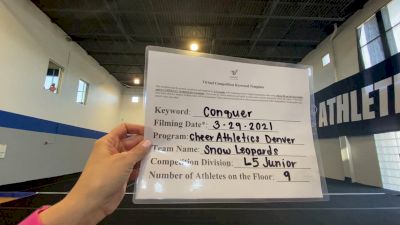 Virtual Competition Keyword Template
Keyword: Conquer
Filming Date*: 3-29-2021
Program: Cheer Athletics Denver
Team Name: Snow Leopards
Competition Division: L5 Junior
Number of Athletes on the Floor: 9
ATHLETI